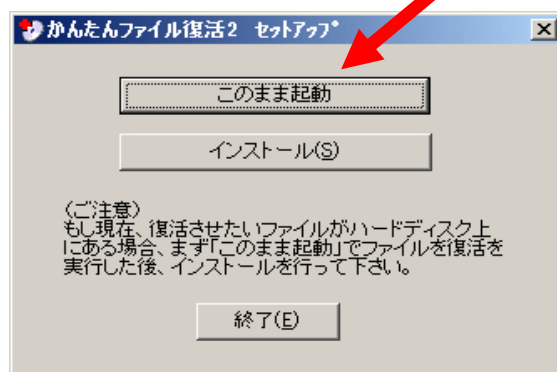 かんたんファイル復活2 セットアップ
このまま起動
インストール(S)
(ご注意)
もし現在、復活させたいファイルがハードディスク上
にある場合、まず「このまま起動」でファイルを復活を
実行した後、インストールを行って下さい。
終了(E)